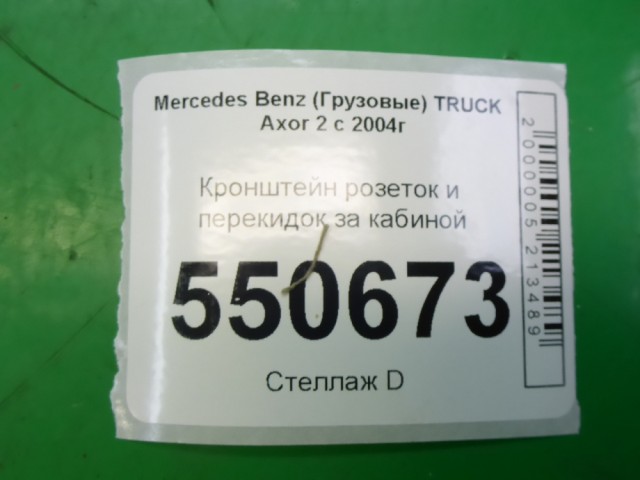 Mercedes Benz (Грузовые) TRUCK
Axor 2 с 2004г
Кронштейн розеток и
перекидок за кабиной
550673
Стеллаж D
2000005213489